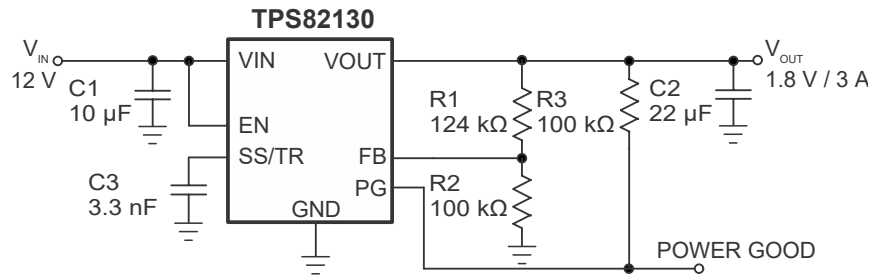 TPS82130
VIN
12 V
C1
10 µF
VIN
EN
SS/TR
C3
3.3 nF
GND
VOUT
FB
PG
R1
124 kΩ
R2
100 kΩ
R3
100 kΩ
C2
22 µF
VOUT
1.8 V / 3 A
POWER GOOD